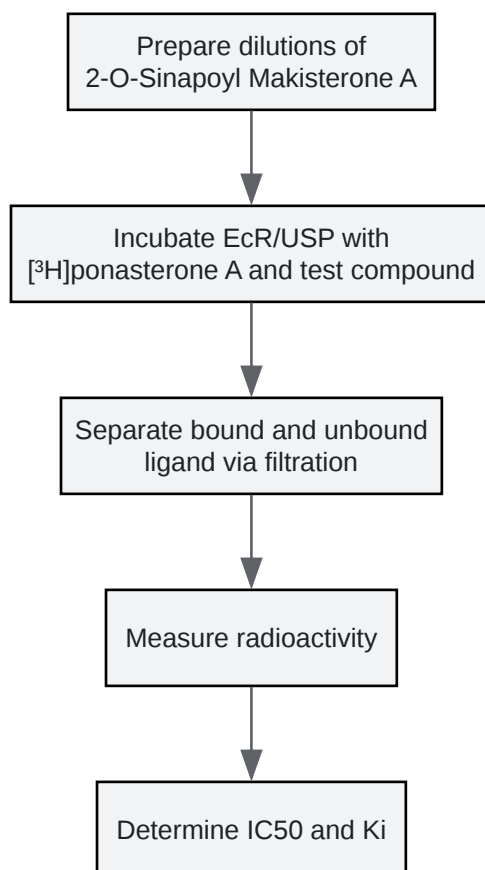 Prepare dilutions of
2-O-Sinapoyl Makisterone A
Incubate EcR/USP with
[³H]ponasterone A and test compound
Separate bound and unbound
ligand via filtration
Measure radioactivity
Determine IC50 and Ki